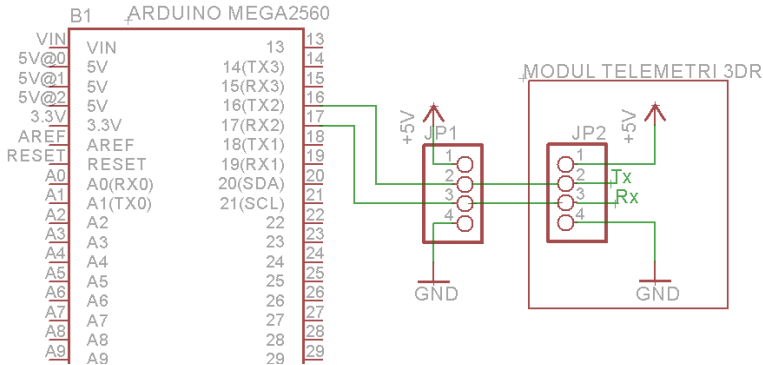 B1 ARDUINO MEGA2560
VIN VIN 13 13
5V@0 5V 14(TX3) 14
5V@1 5V 15(RX3) 15
5V@2 5V 16(TX2) 16
3.3V 3.3V 17(RX2) 17
AREF AREF 18(TX1) 18
RESET RESET 19(RX1) 19
A0 A0(RX0) 20(SDA) 20
A1 A1(TX0) 21(SCL) 21
A2 A2 22 22
A3 A3 23 23
A4 A4 24 24
A5 A5 25 25
A6 A6 26 26
A7 A7 27 27
A8 A8 28 28
A9 A9 29 29
+5V
JP1
1
2
3
4
GND
MODUL TELEMETRI 3DR
+5V
JP2
1
2 Tx
3 Rx
4
GND